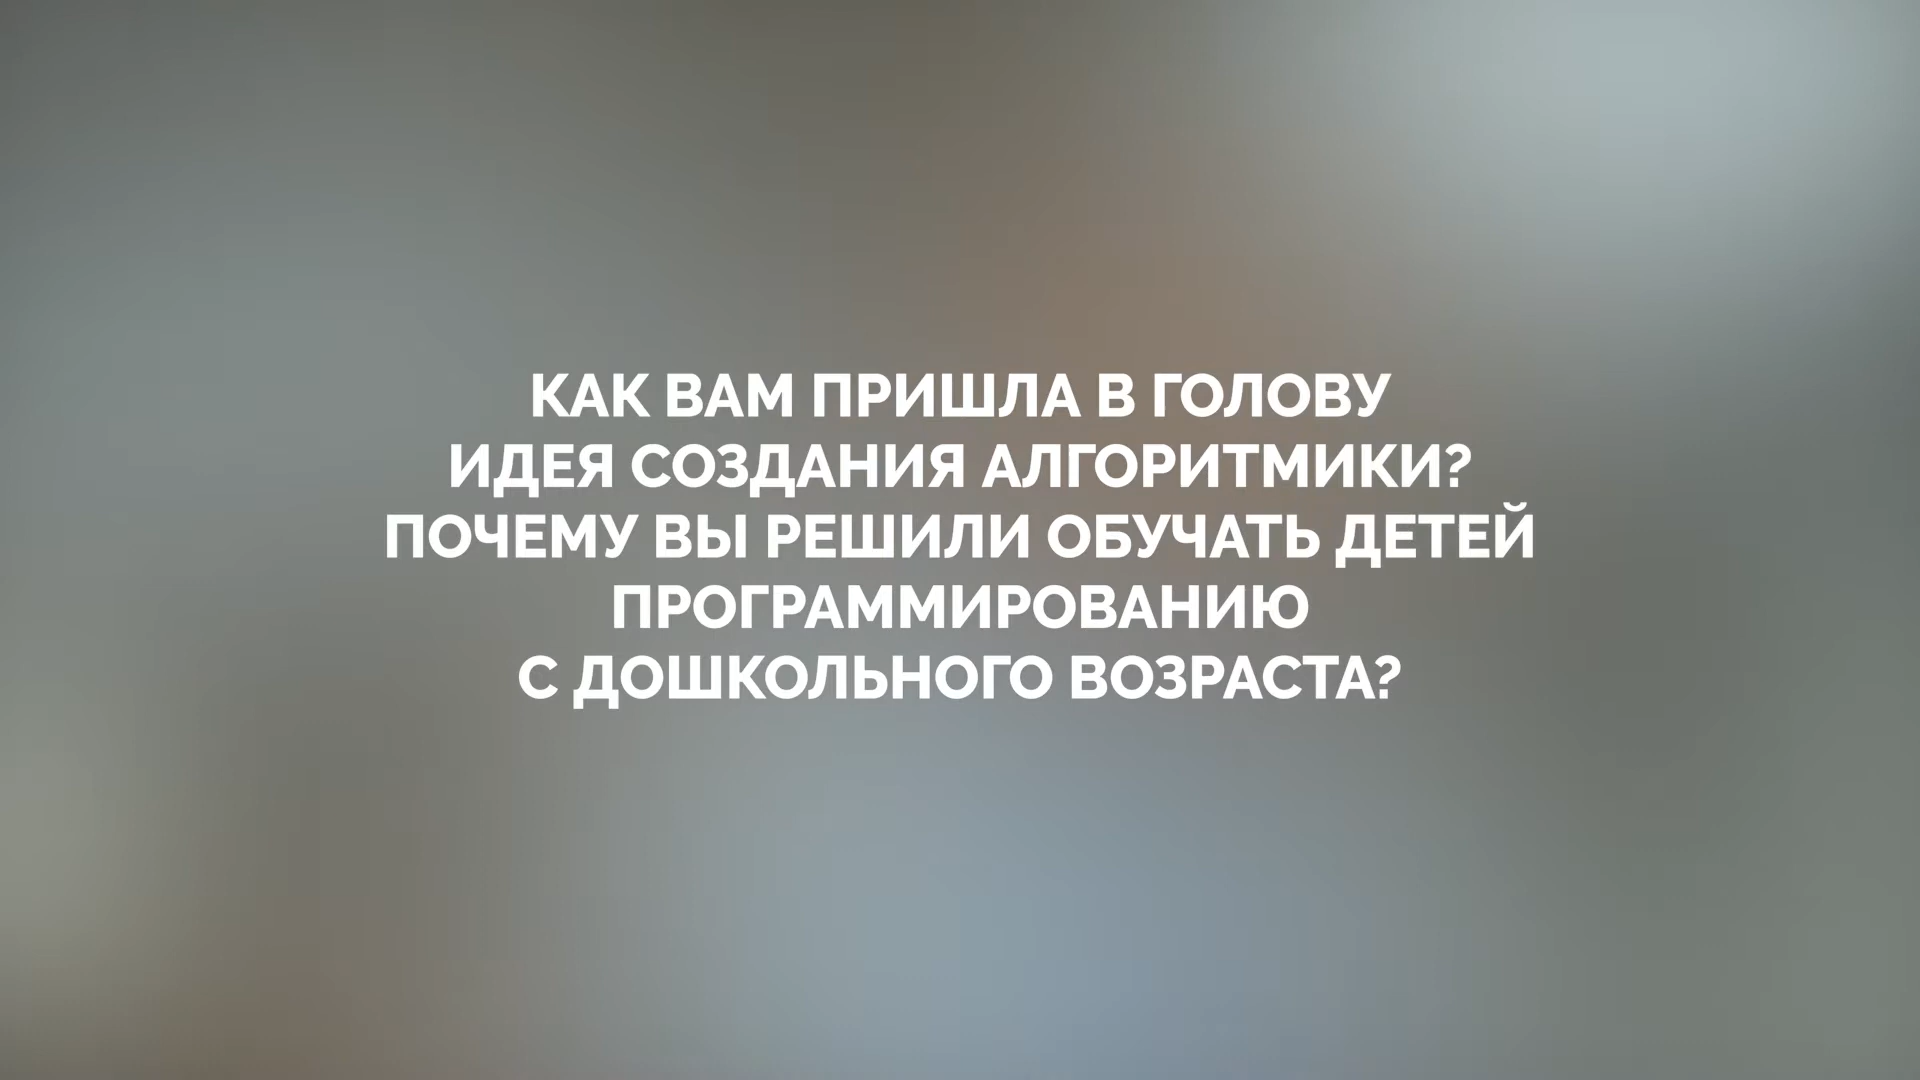 КАК ВАМ ПРИШЛА В ГОЛОВУ
ИДЕЯ СОЗДАНИЯ АЛГОРИТМИКИ?
ПОЧЕМУ ВЫ РЕШИЛИ ОБУЧАТЬ ДЕТЕЙ
ПРОГРАММИРОВАНИЮ
С ДОШКОЛЬНОГО ВОЗРАСТА?